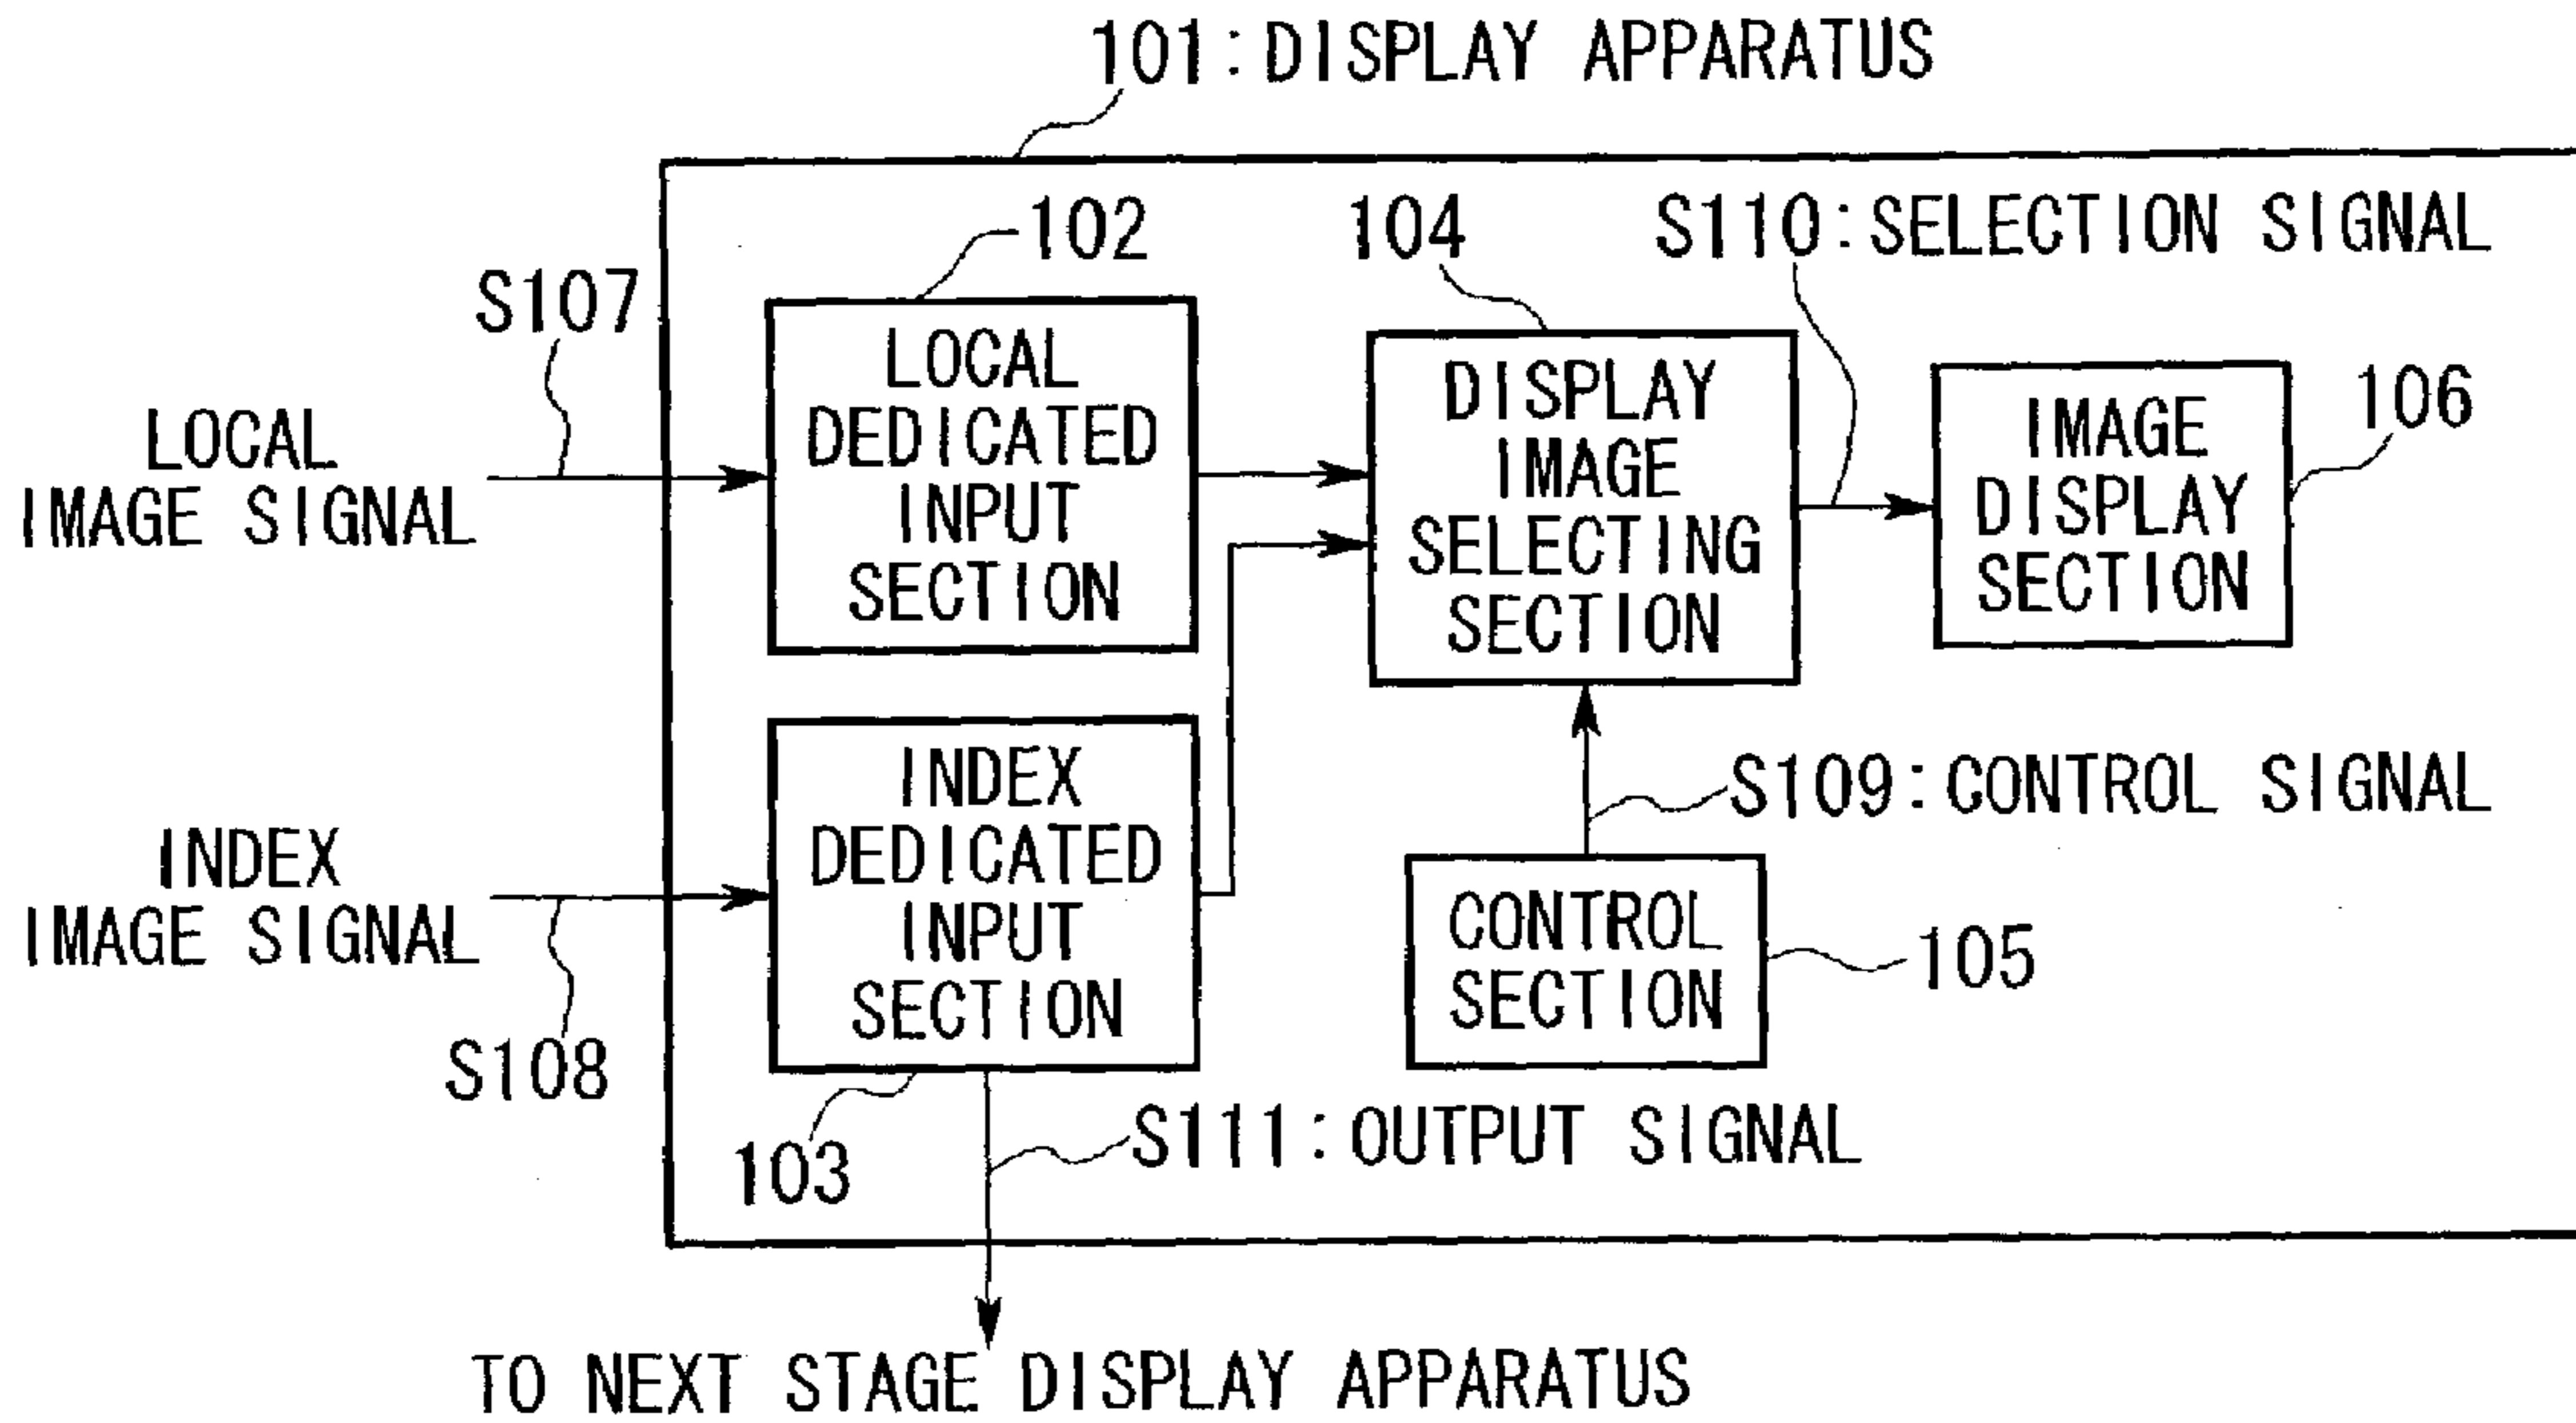 101:DISPLAY APPARATUS
102
104
S110:SELECTION SIGNAL
S107
LOCAL
IMAGE SIGNAL
LOCAL
DEDICATED
INPUT
SECTION
DISPLAY
IMAGE
SELECTING
SECTION
IMAGE
DISPLAY
SECTION
106
INDEX
IMAGE SIGNAL
S108
INDEX
DEDICATED
INPUT
SECTION
103
S109:CONTROL SIGNAL
CONTROL
SECTION
105
S111:OUTPUT SIGNAL
TO NEXT STAGE DISPLAY APPARATUS